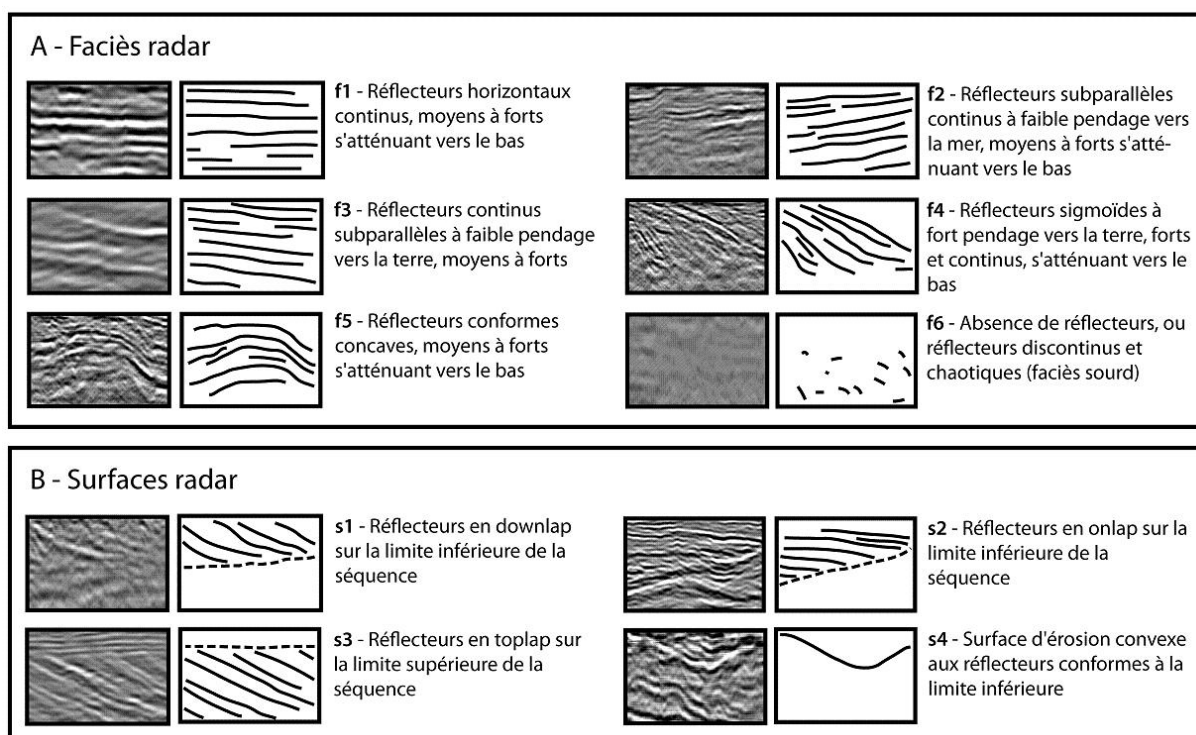 A - Faciès radar
f1 - Réflecteurs horizontaux
continus, moyens à forts
s'atténuant vers le bas
f2 - Réflecteurs subparallèles
continus à faible pendage vers
la mer, moyens à forts s'atté-
nuant vers le bas
f3 - Réflecteurs continus
subparallèles à faible pendage
vers la terre, moyens à forts
f4 - Réflecteurs sigmoïdes à
fort pendage vers la terre, forts
et continus, s'atténuant vers le
bas
f5 - Réflecteurs conformes
concaves, moyens à forts
s'atténuant vers le bas
f6 - Absence de réflecteurs, ou
réflecteurs discontinus et
chaotiques (faciès sourd)
B - Surfaces radar
s1 - Réflecteurs en downlap
sur la limite inférieure de la
séquence
s2 - Réflecteurs en onlap sur la
limite inférieure de la
séquence
s3 - Réflecteurs en toplap sur
la limite supérieure de la
séquence
s4 - Surface d'érosion convexe
aux réflecteurs conformes à la
limite inférieure